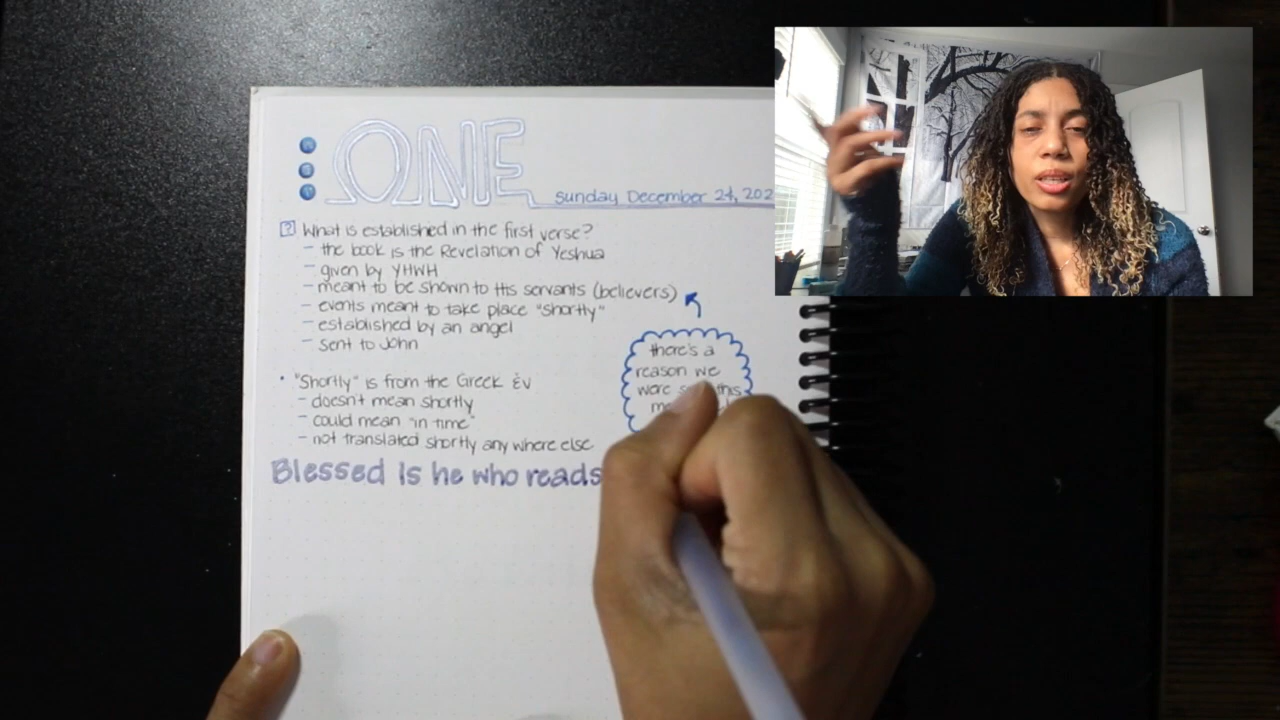 ONE
Sunday December 24, 202
? What is established in the first verse?
- the book is the Revelation of Yeshua
- given by YHWH
- meant to be shown to His servants (believers)
- events meant to take place "shortly"
- established by an angel
- sent to John
• "Shortly" is from the Greek ἐν
- doesn't mean shortly
- could mean "in time"
- not translated shortly any where else
there's a
reason we
were this
Blessed is he who reads